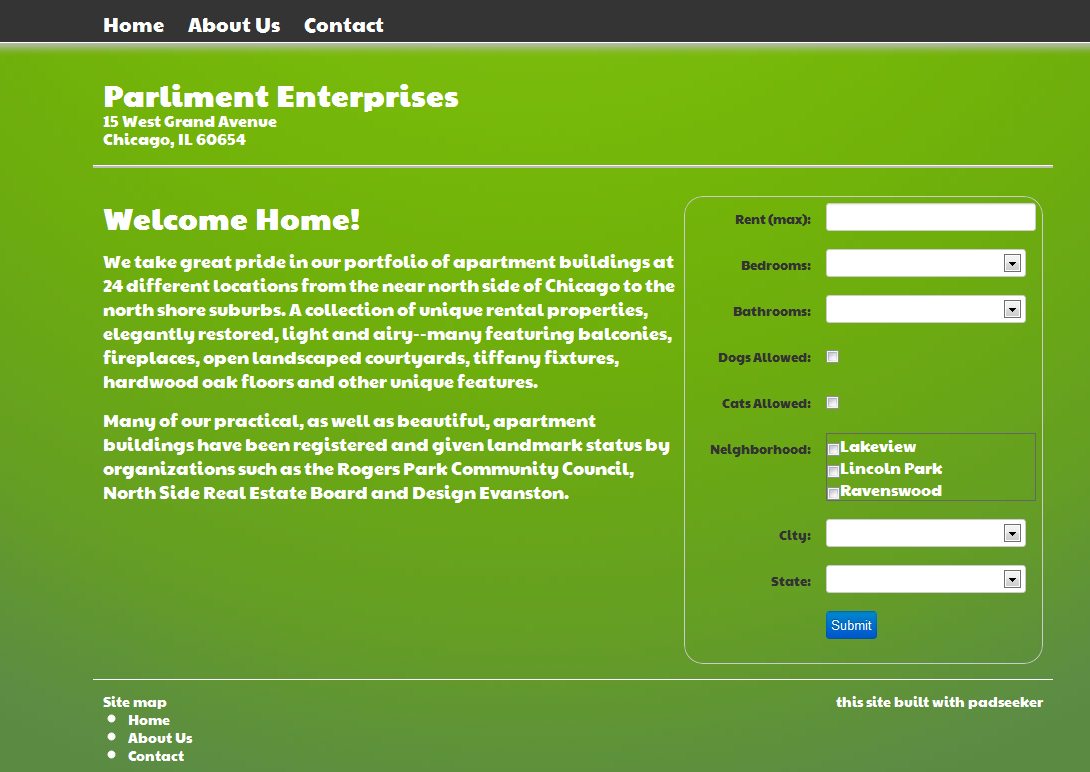 Home About Us Contact
Parliment Enterprises
15 West Grand Avenue
Chicago, IL 60654
Welcome Home!
We take great pride in our portfolio of apartment buildings at
24 different locations from the near north side of Chicago to the
north shore suburbs. A collection of unique rental properties,
elegantly restored, light and airy--many featuring balconies,
fireplaces, open landscaped courtyards, tiffany fixtures,
hardwood oak floors and other unique features.
Many of our practical, as well as beautiful, apartment
buildings have been registered and given landmark status by
organizations such as the Rogers Park Community Council,
North Side Real Estate Board and Design Evanston.
Rent (max):
Bedrooms:
Bathrooms:
Dogs Allowed:
Cats Allowed:
Neighborhood:
Lakeview
Lincoln Park
Ravenswood
City:
State:
Submit
Site map
Home
About Us
Contact
this site built with padseeker